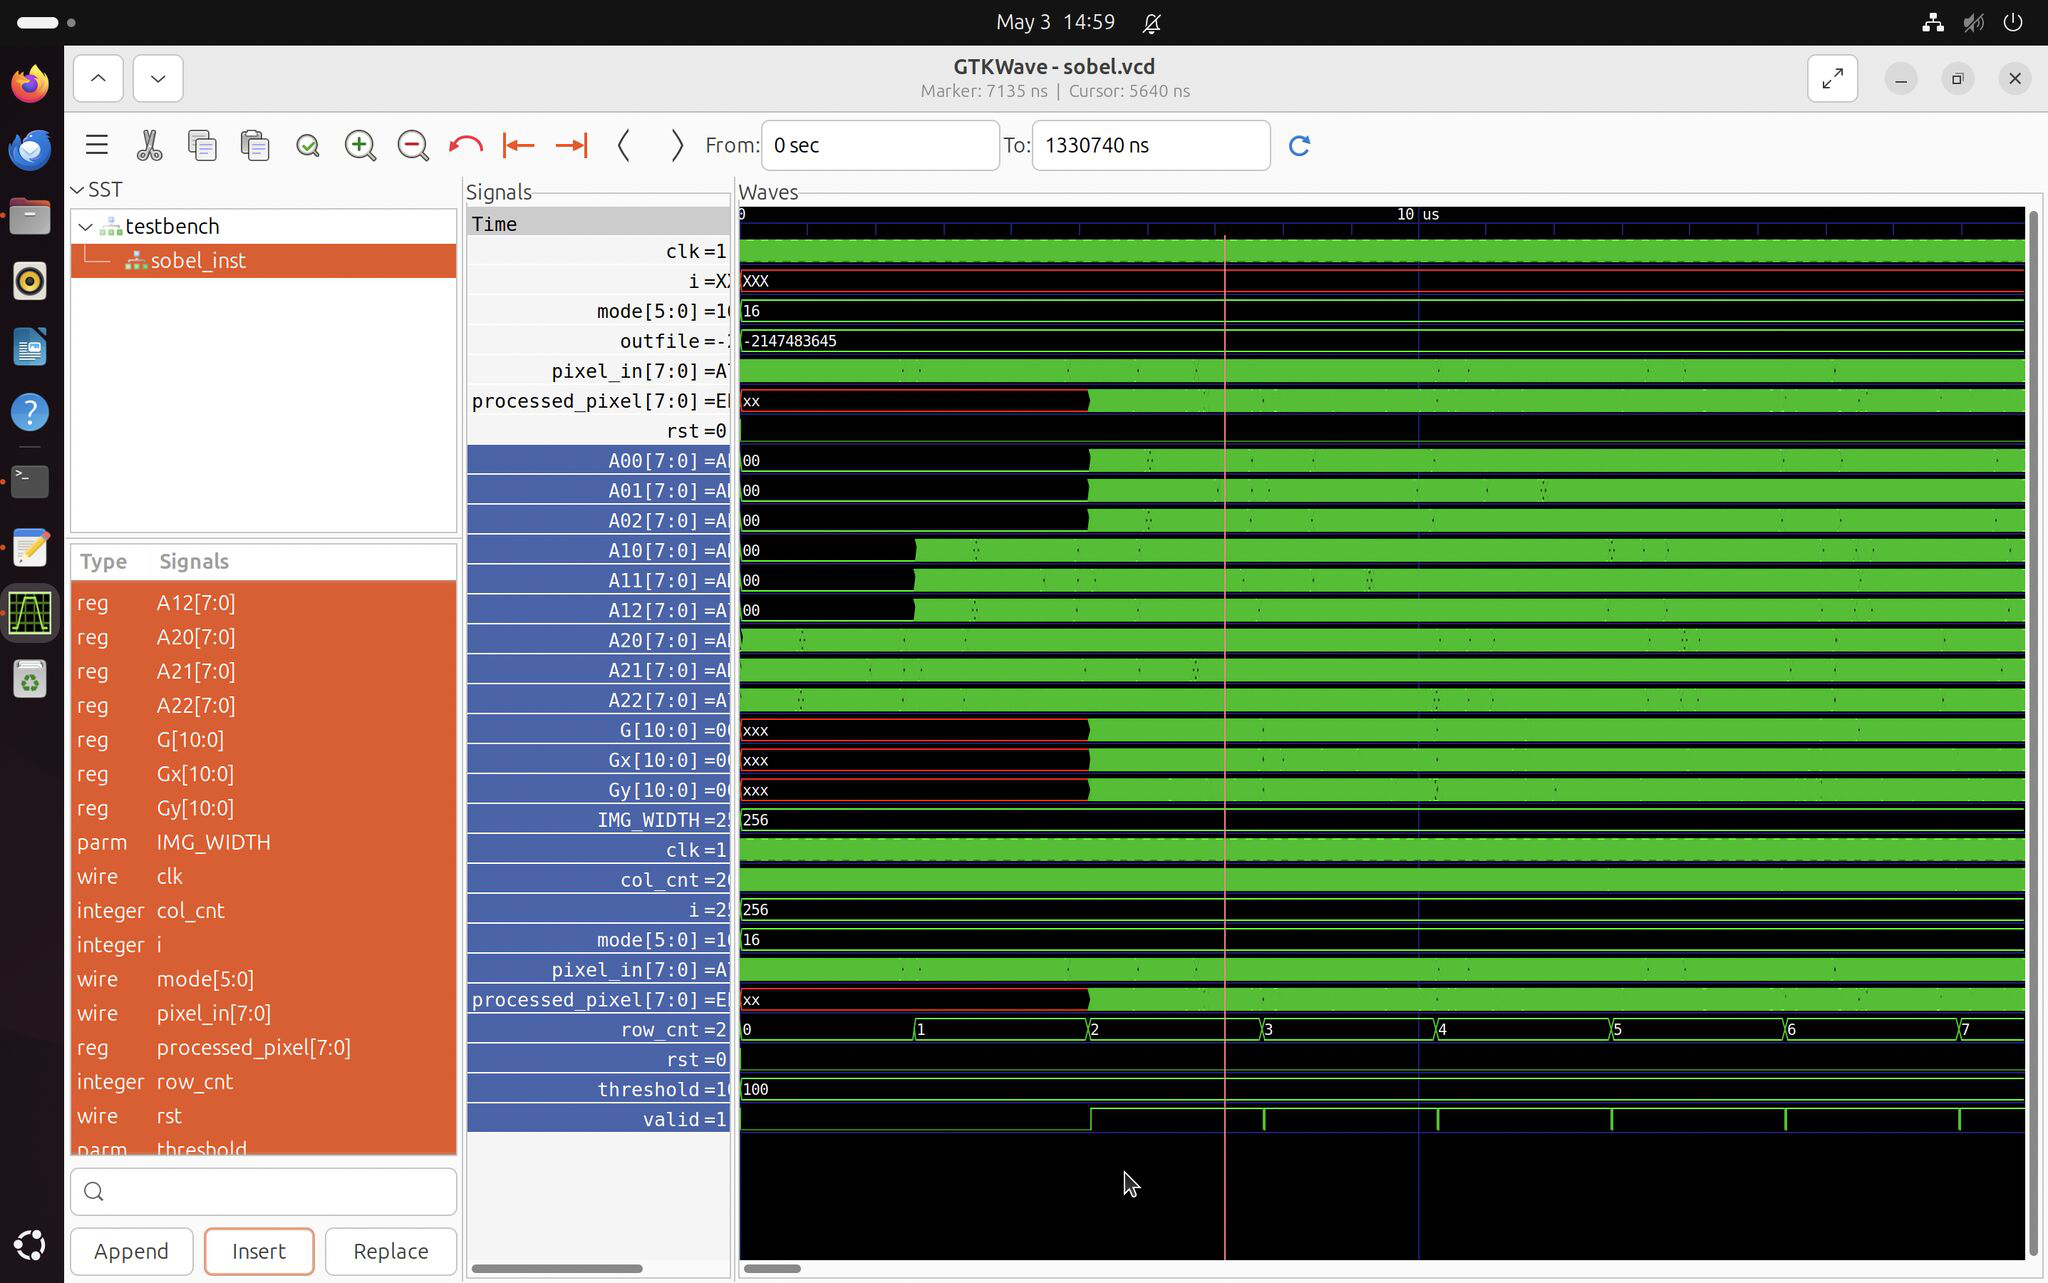 May 3 14:59
GTKWave - sobel.vcd
Marker: 7135 ns | Cursor: 5640 ns
From:
0 sec
To:
1330740 ns
SST
testbench
sobel_inst
Type Signals
reg A12[7:0]
reg A20[7:0]
reg A21[7:0]
reg A22[7:0]
reg G[10:0]
reg Gx[10:0]
reg Gy[10:0]
parm IMG_WIDTH
wire clk
integer col_cnt
integer i
wire mode[5:0]
wire pixel_in[7:0]
reg processed_pixel[7:0]
integer row_cnt
wire rst
parm threshold
Append
Insert
Replace
Signals
Time
clk =1
i =X
mode[5:0] =1
outfile =-
pixel_in[7:0] =A
processed_pixel[7:0] =E
rst =0
A00[7:0] =A
A01[7:0] =A
A02[7:0] =A
A10[7:0] =A
A11[7:0] =A
A12[7:0] =A
A20[7:0] =A
A21[7:0] =A
A22[7:0] =A
G[10:0] =0
Gx[10:0] =0
Gy[10:0] =0
IMG_WIDTH =2
clk =1
col_cnt =2
i =2
mode[5:0] =1
pixel_in[7:0] =A
processed_pixel[7:0] =E
row_cnt =2
rst =0
threshold =1
valid =1
Waves
0 10 us
XXX
16
-2147483645
xx
00
00
00
00
00
00
xxx
xxx
xxx
256
256
16
xx
0 1 2 3 4 5 6 7
100